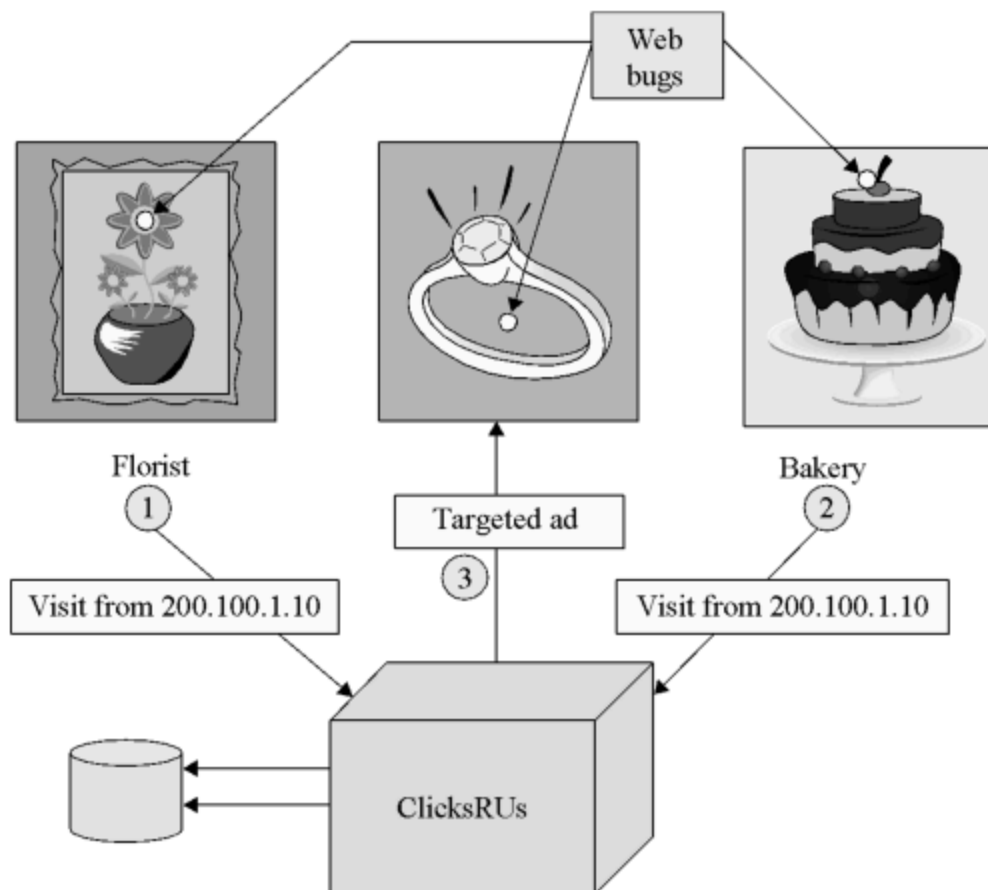 Web
bugs
Florist
1
Bakery
2
Targeted ad
3
Visit from 200.100.1.10
Visit from 200.100.1.10
ClicksRUs